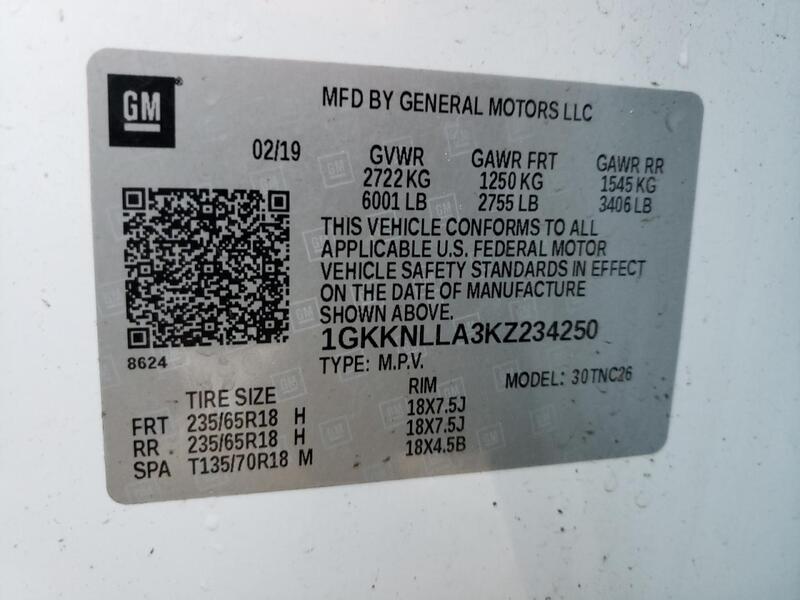 GM
MFD BY GENERAL MOTORS LLC
02/19
GVWR GAWR FRT GAWR RR
2722 KG 1250 KG 1545 KG
6001 LB 2755 LB 3406 LB
THIS VEHICLE CONFORMS TO ALL
APPLICABLE U.S. FEDERAL MOTOR
VEHICLE SAFETY STANDARDS IN EFFECT
ON THE DATE OF MANUFACTURE
SHOWN ABOVE.
1GKKNLLA3KZ234250
8624
TYPE: M.P.V.
MODEL: 30TNC26
TIRE SIZE RIM
FRT 235/65R18 H 18X7.5J
RR 235/65R18 H 18X7.5J
SPA T135/70R18 M 18X4.5B